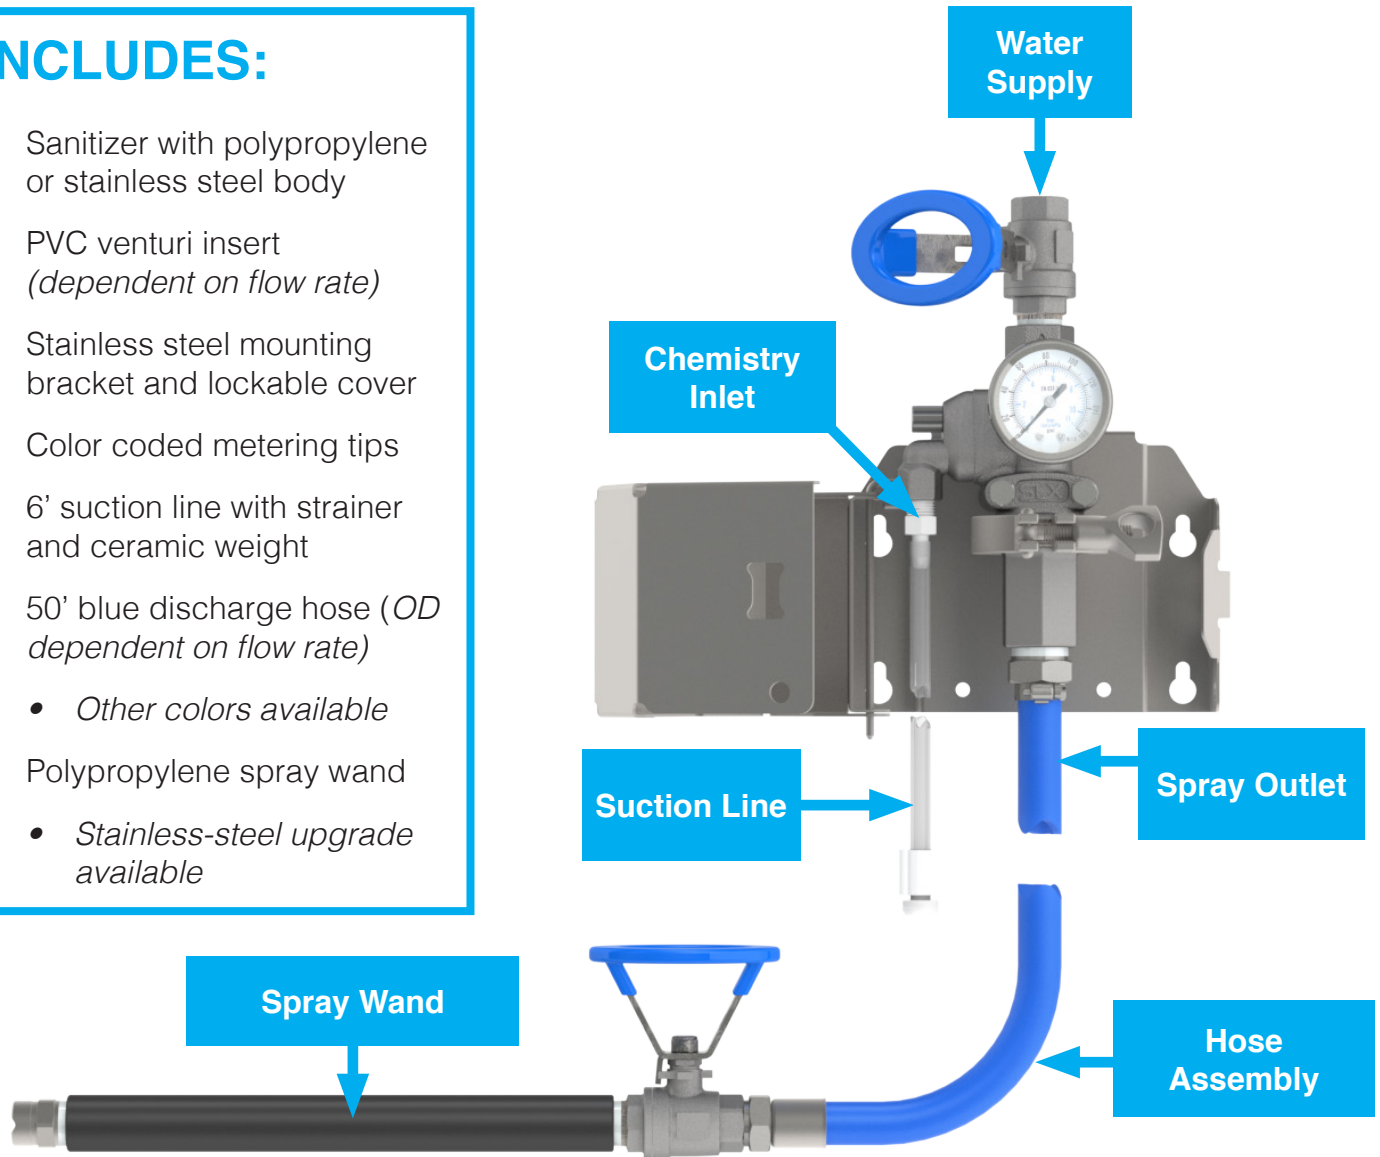 NCLUDES:
Sanitizer with polypropylene
or stainless steel body
PVC venturi insert
(dependent on flow rate)
Stainless steel mounting
bracket and lockable cover
Color coded metering tips
6’ suction line with strainer
and ceramic weight
50’ blue discharge hose (OD
dependent on flow rate)
• Other colors available
Polypropylene spray wand
• Stainless-steel upgrade
available
Water
Supply
Chemistry
Inlet
Suction Line
Spray Outlet
Spray Wand
Hose
Assembly